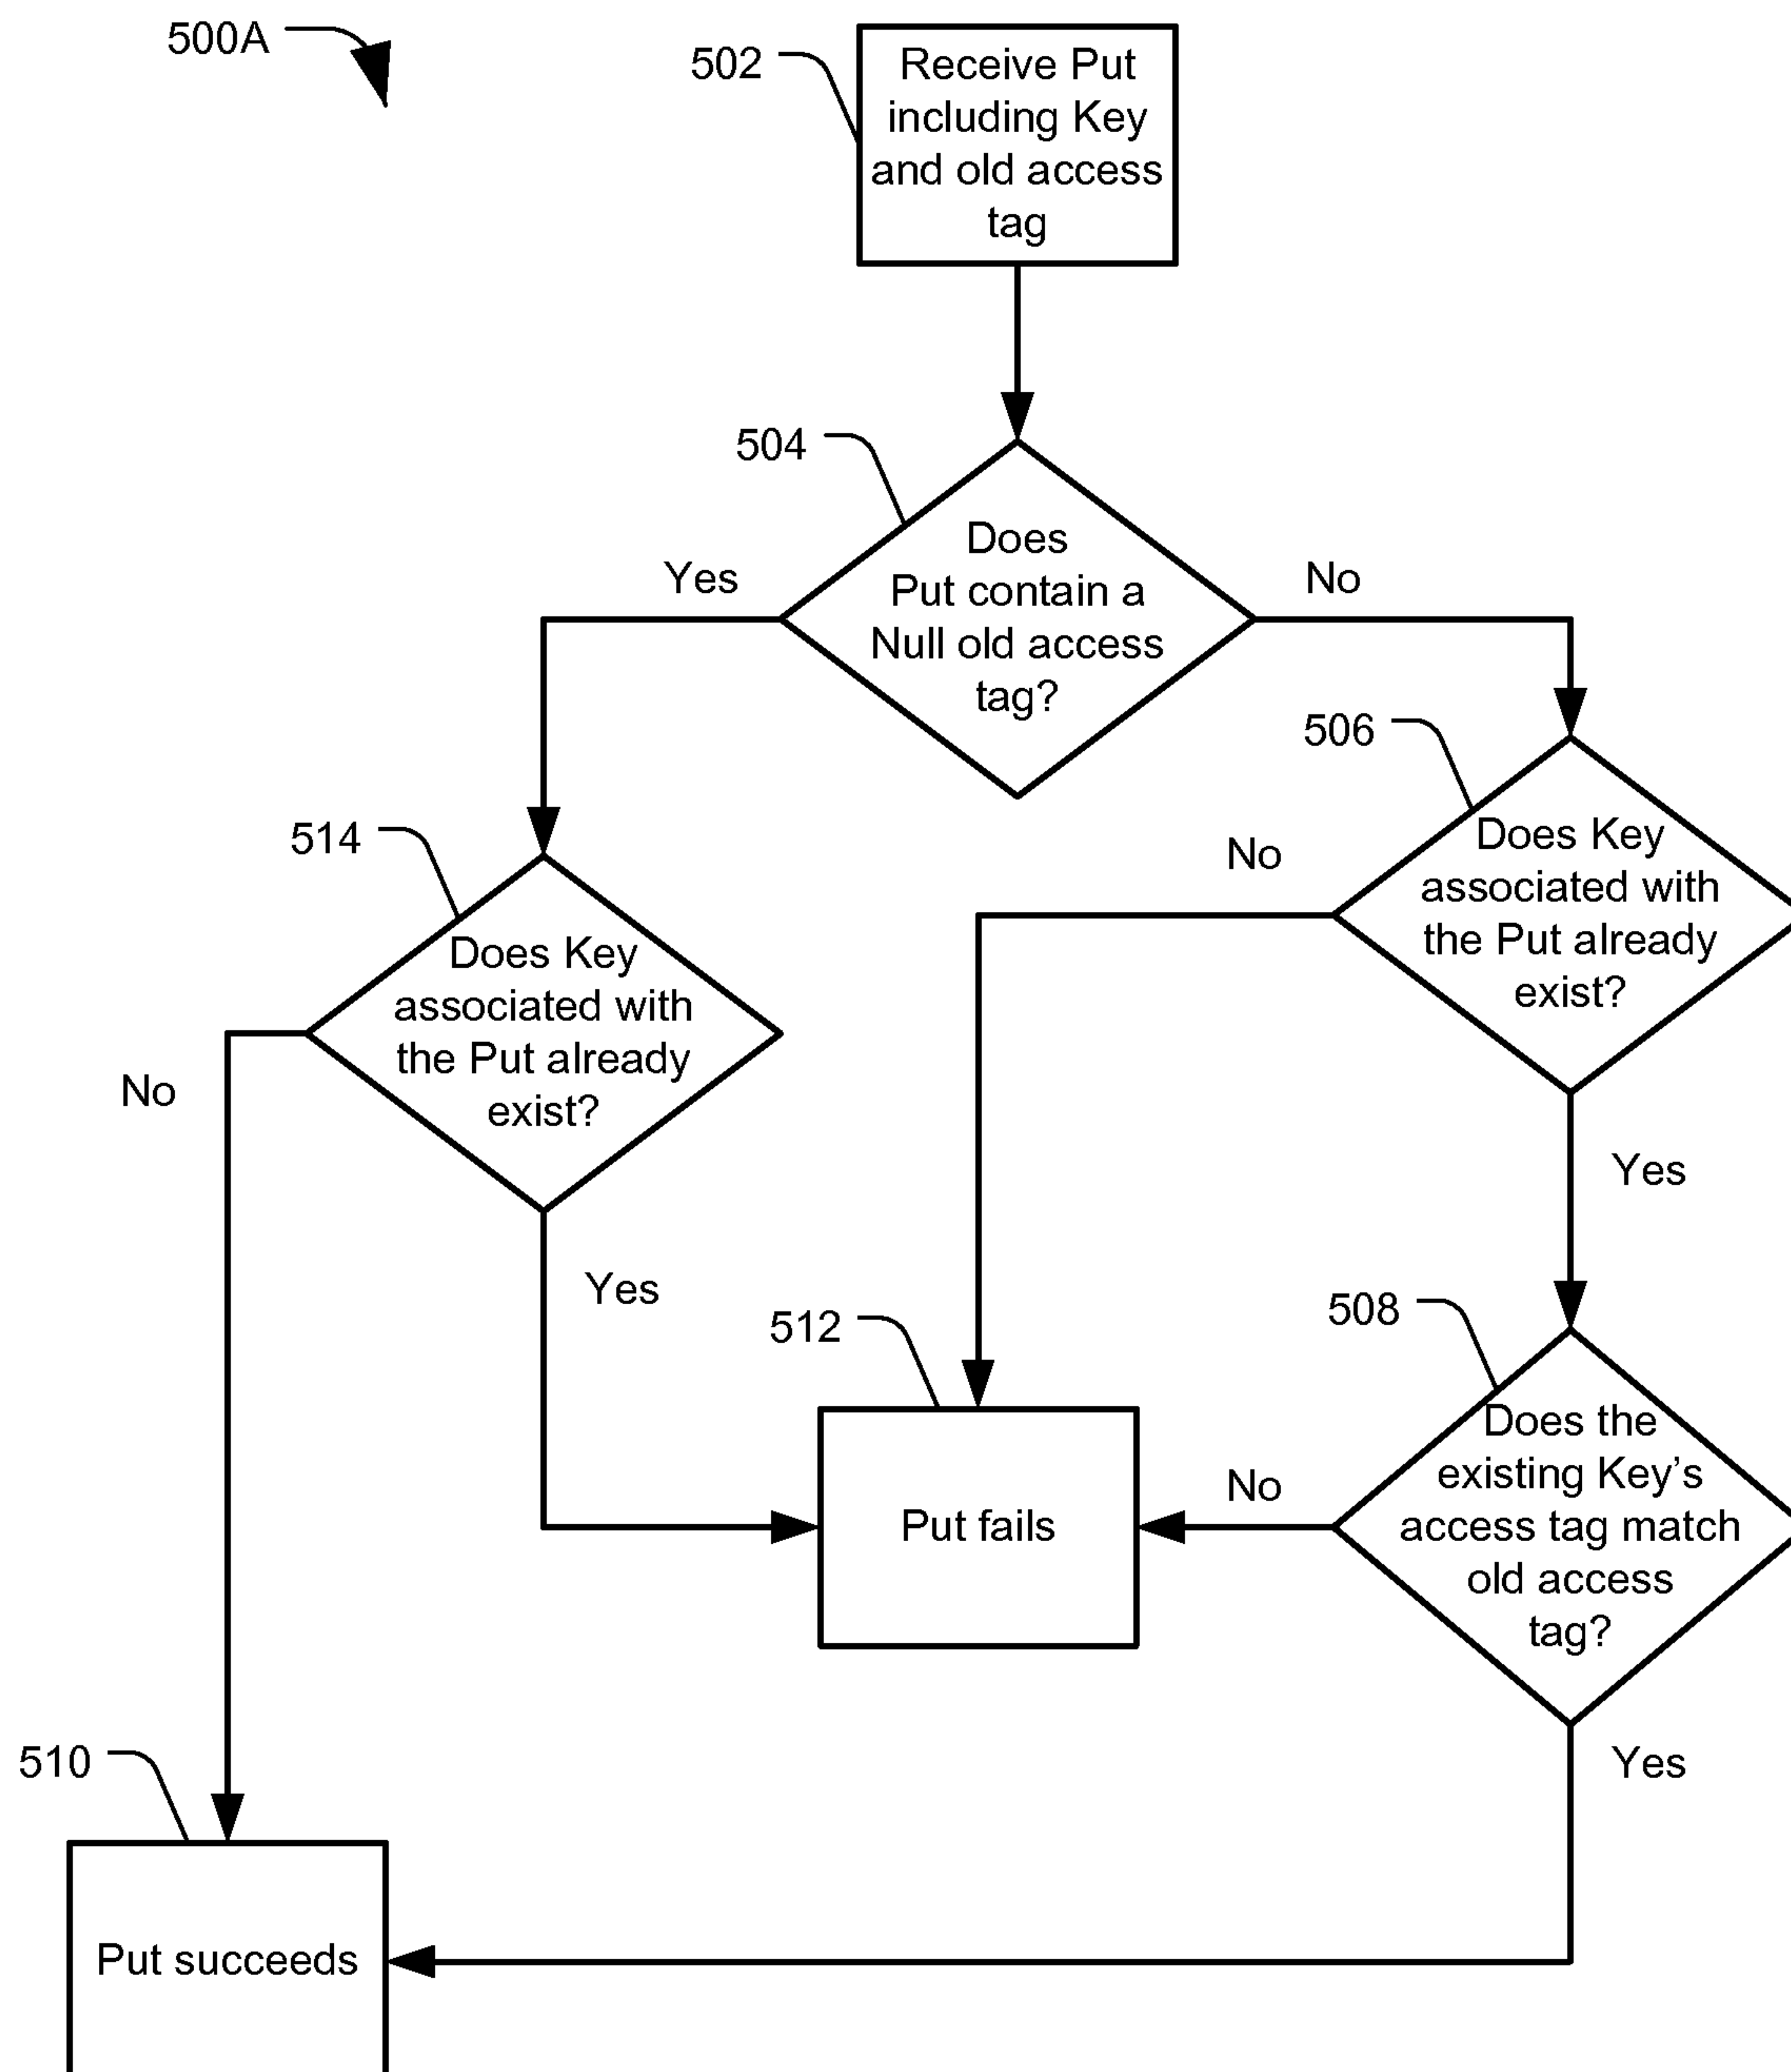 500A
502
Receive Put
including Key
and old access
tag
504
Does
Put contain a
Null old access
tag?
Yes
No
506
Does Key
associated with
the Put already
exist?
No
Yes
514
Does Key
associated with
the Put already
exist?
No
Yes
512
Put fails
508
Does the
existing Key's
access tag match
old access
tag?
No
Yes
510
Put succeeds